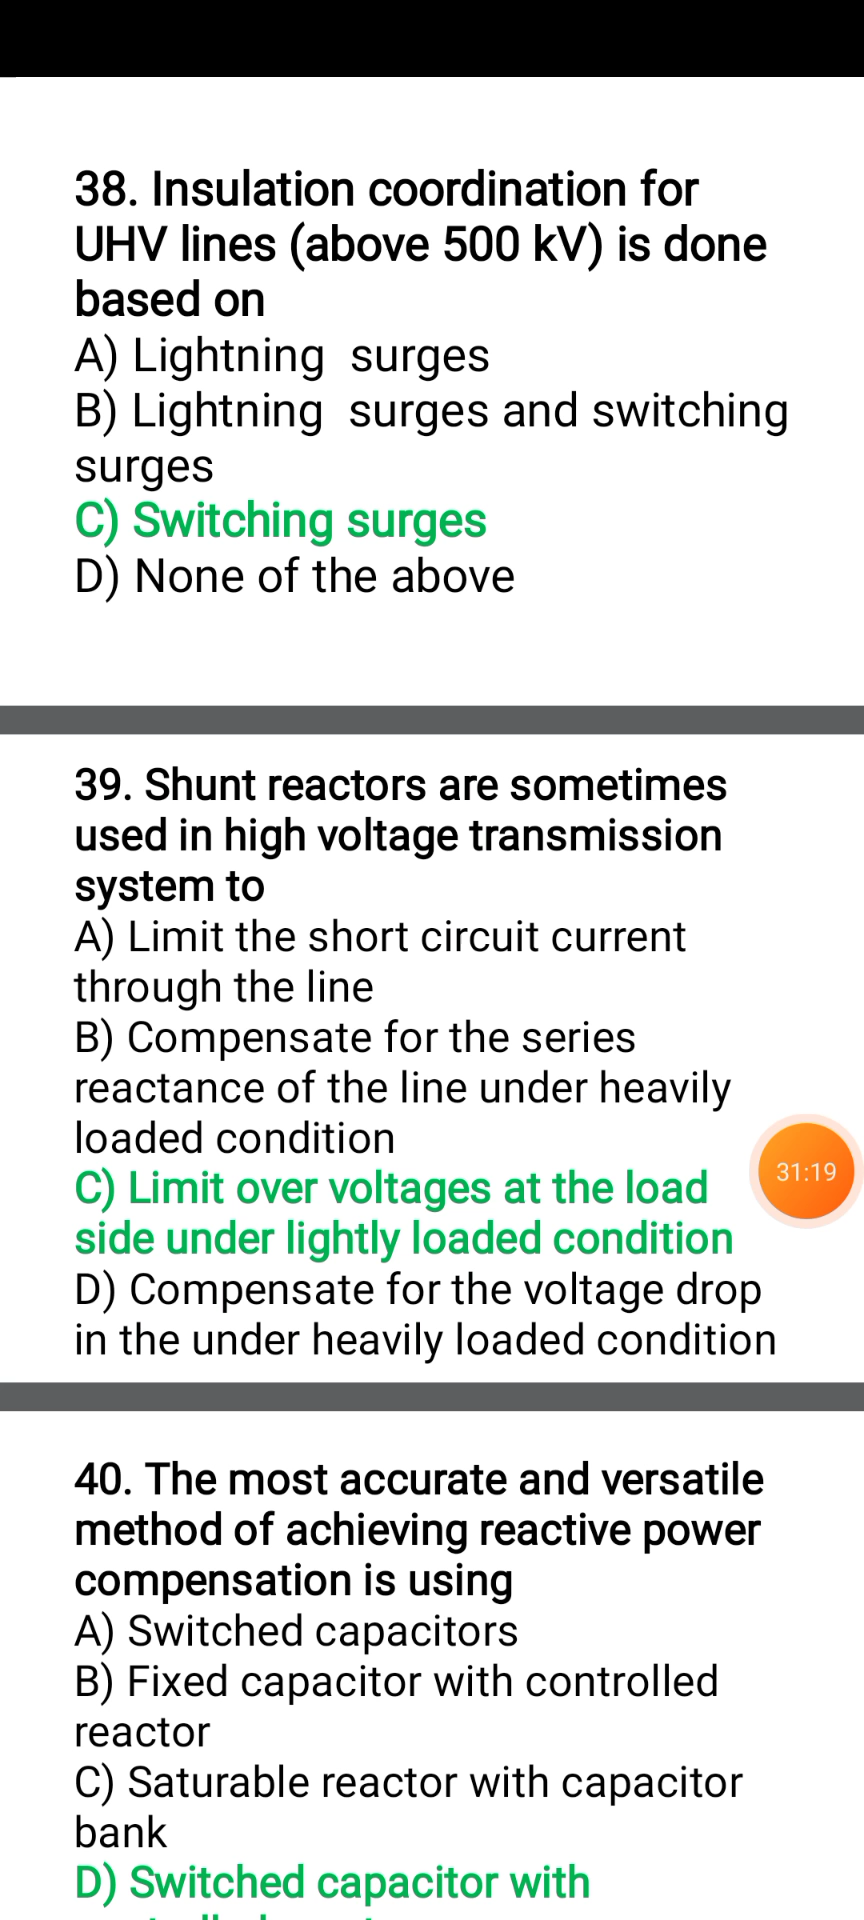 38. Insulation coordination for
UHV lines (above 500 kV) is done
based on
A) Lightning  surges
B) Lightning  surges and switching
surges
C) Switching surges
D) None of the above
39. Shunt reactors are sometimes
used in high voltage transmission
system to
A) Limit the short circuit current
through the line
B) Compensate for the series
reactance of the line under heavily
loaded condition
C) Limit over voltages at the load
side under lightly loaded condition
31:19
D) Compensate for the voltage drop
in the under heavily loaded condition
40. The most accurate and versatile
method of achieving reactive power
compensation is using
A) Switched capacitors
B) Fixed capacitor with controlled
reactor
C) Saturable reactor with capacitor
bank
D) Switched capacitor with